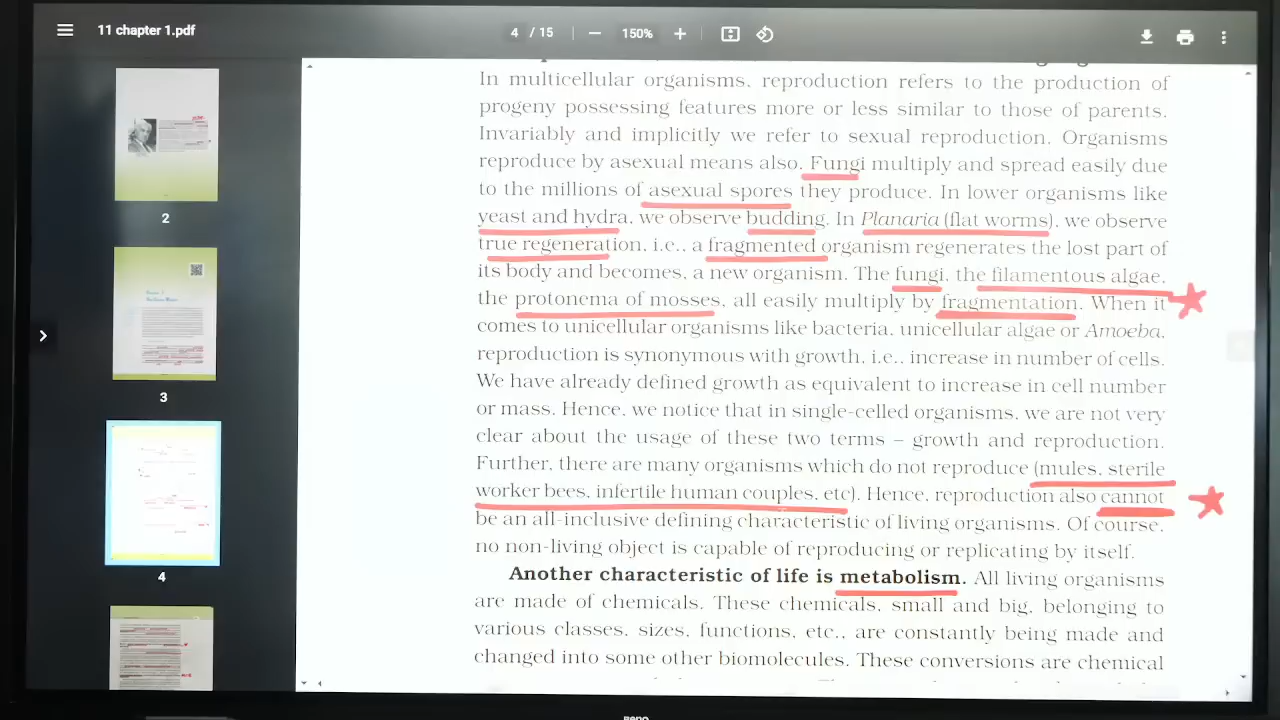 11 chapter 1.pdf
4 / 15
150%
In multicellular organisms, reproduction refers to the production of
progeny possessing features more or less similar to those of parents.
Invariably and implicitly we refer to sexual reproduction. Organisms
reproduce by asexual means also. Fungi multiply and spread easily due
to the millions of asexual spores they produce. In lower organisms like
yeast and hydra, we observe budding. In Planaria (flat worms), we observe
true regeneration, i.e., a fragmented organism regenerates the lost part of
its body and becomes, a new organism. The fungi, the filamentous algae,
the protonema of mosses, all easily multiply by fragmentation. When it
comes to unicellular organisms like bacteria, unicellular algae or Amoeba,
reproduction is synonymous with growth, i.e., increase in number of cells.
We have already defined growth as equivalent to increase in cell number
or mass. Hence, we notice that in single-celled organisms, we are not very
clear about the usage of these two terms – growth and reproduction.
Further, there are many organisms which do not reproduce (mules, sterile
worker bees, infertile human couples, etc). Hence, reproduction also cannot
be an all-inclusive defining characteristic of living organisms. Of course,
no non-living object is capable of reproducing or replicating by itself.
Another characteristic of life is metabolism. All living organisms
are made of chemicals. These chemicals, small and big, belonging to
various classes, sizes, functions, etc., are constantly being made and
changed into some other biomolecules. These conversions are chemical
2
3
4